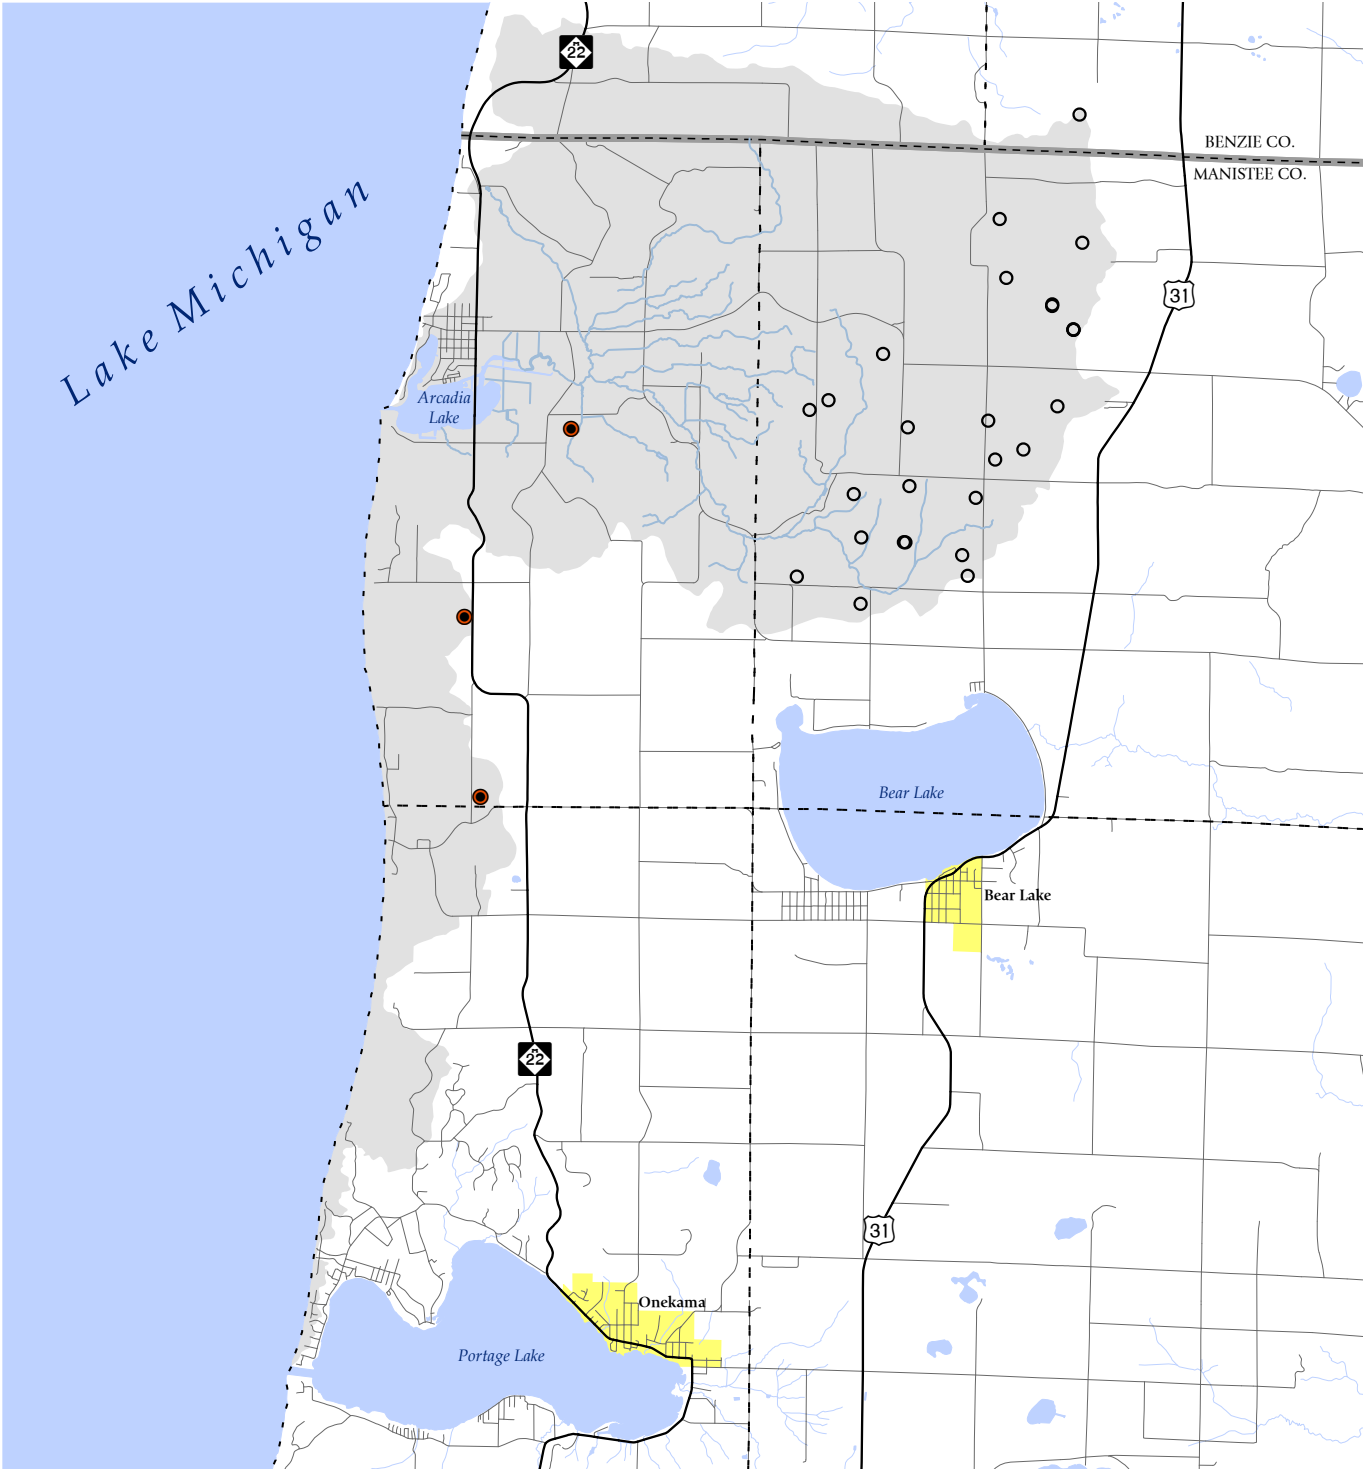 M
22
BENZIE CO.
MANISTEE CO.
Lake Michigan
31
Arcadia
Lake
Bear Lake
Bear Lake
M
22
31
Onekama
Portage Lake